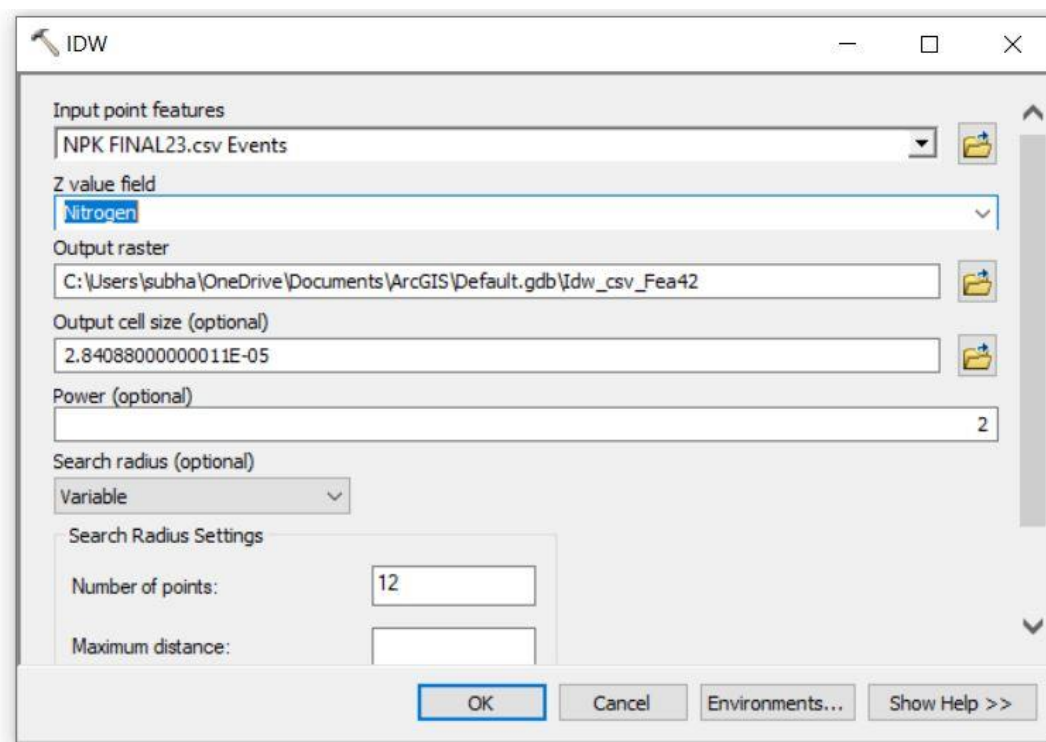 IDW
Input point features
NPK FINAL23.csv Events
Z value field
Nitrogen
Output raster
C:\Users\subha\OneDrive\Documents\ArcGIS\Default.gdb\Idw_csv_Fea42
Output cell size (optional)
2.84088000000011E-05
Power (optional)
2
Search radius (optional)
Variable
Search Radius Settings
Number of points:
12
Maximum distance:
OK Cancel Environments... Show Help >>